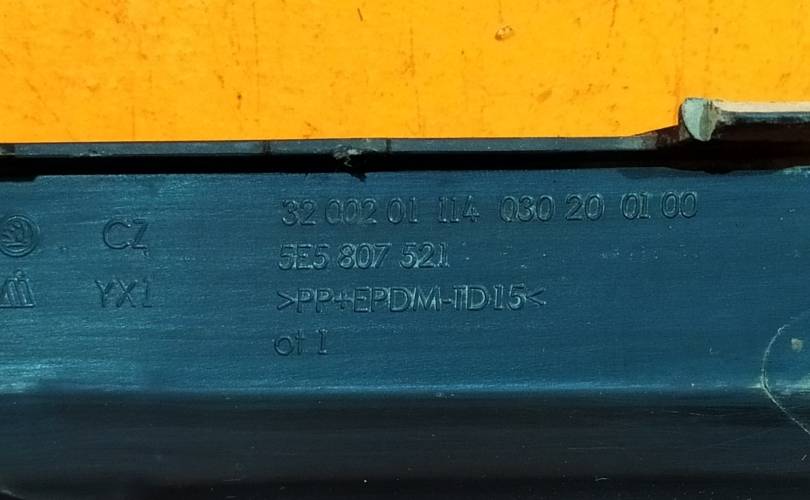 CZ 32 002 01 114 030 20 01 00
5E5 807 521
YX1 >PP+EPDM-TD15<
ot 1